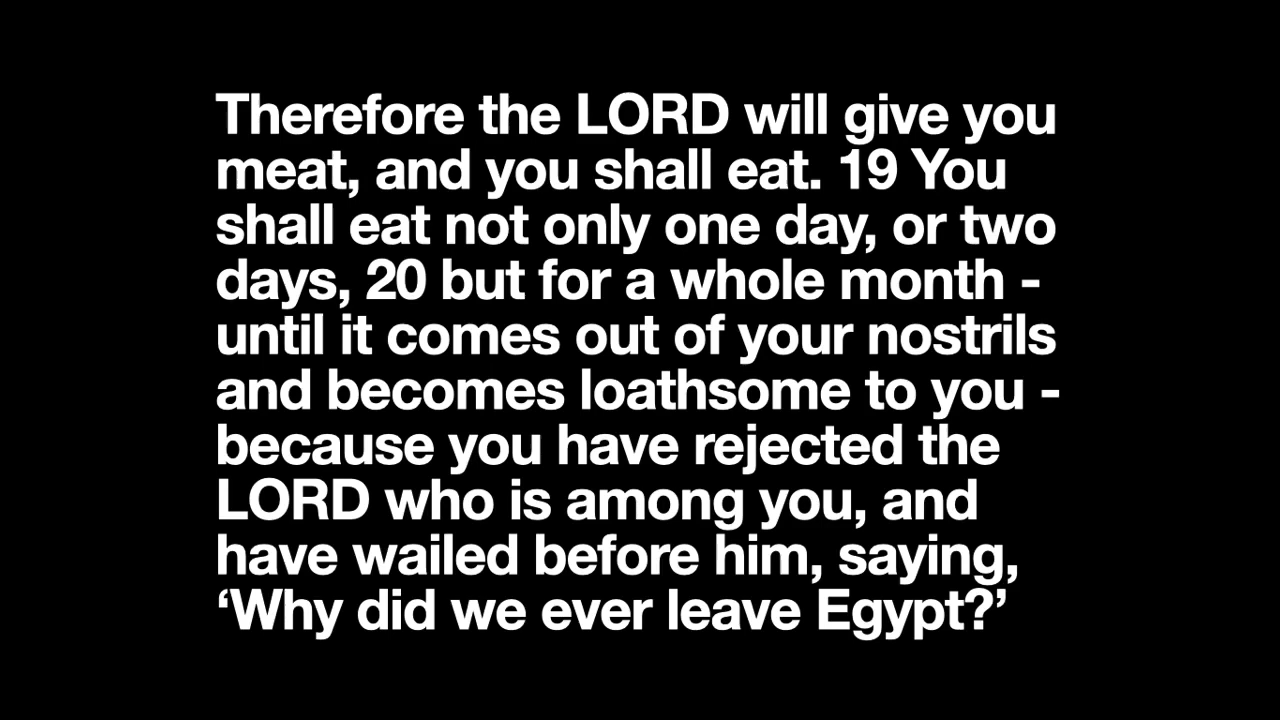 Therefore the LORD will give you
meat, and you shall eat. 19 You
shall eat not only one day, or two
days, 20 but for a whole month -
until it comes out of your nostrils
and becomes loathsome to you -
because you have rejected the
LORD who is among you, and
have wailed before him, saying,
‘Why did we ever leave Egypt?’